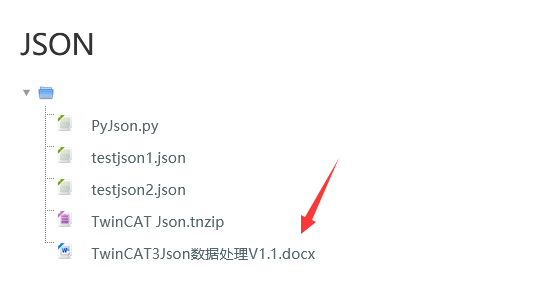 JSON
PyJson.py
testjson1.json
testjson2.json
TwinCAT Json.tnzip
TwinCAT3Json数据处理V1.1.docx